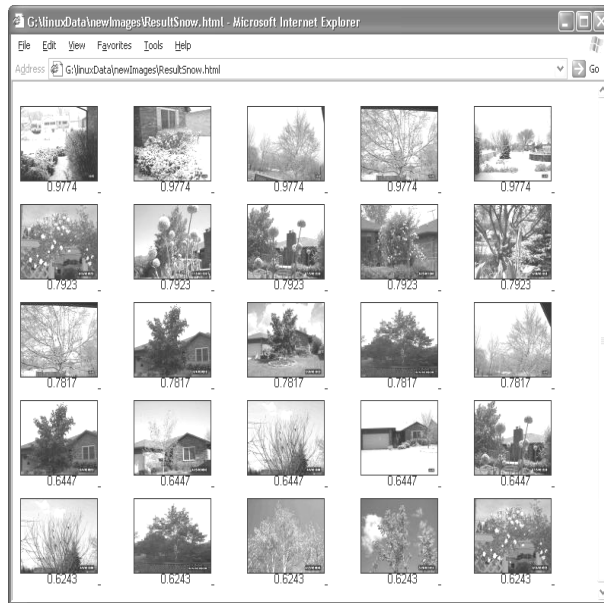 G:\linuxData\newImages\ResultSnow.html - Microsoft Internet Explorer
File Edit View Favorites Tools Help
Address G:\linuxData\newImages\ResultSnow.html Go
0.9774 0.9774 0.9774 0.9774 0.9774
0.7923 0.7923 0.7923 0.7923 0.7923
0.7817 0.7817 0.7817 0.7817 0.7817
0.6447 0.6447 0.6447 0.6447 0.6447
0.6243 0.6243 0.6243 0.6243 0.6243